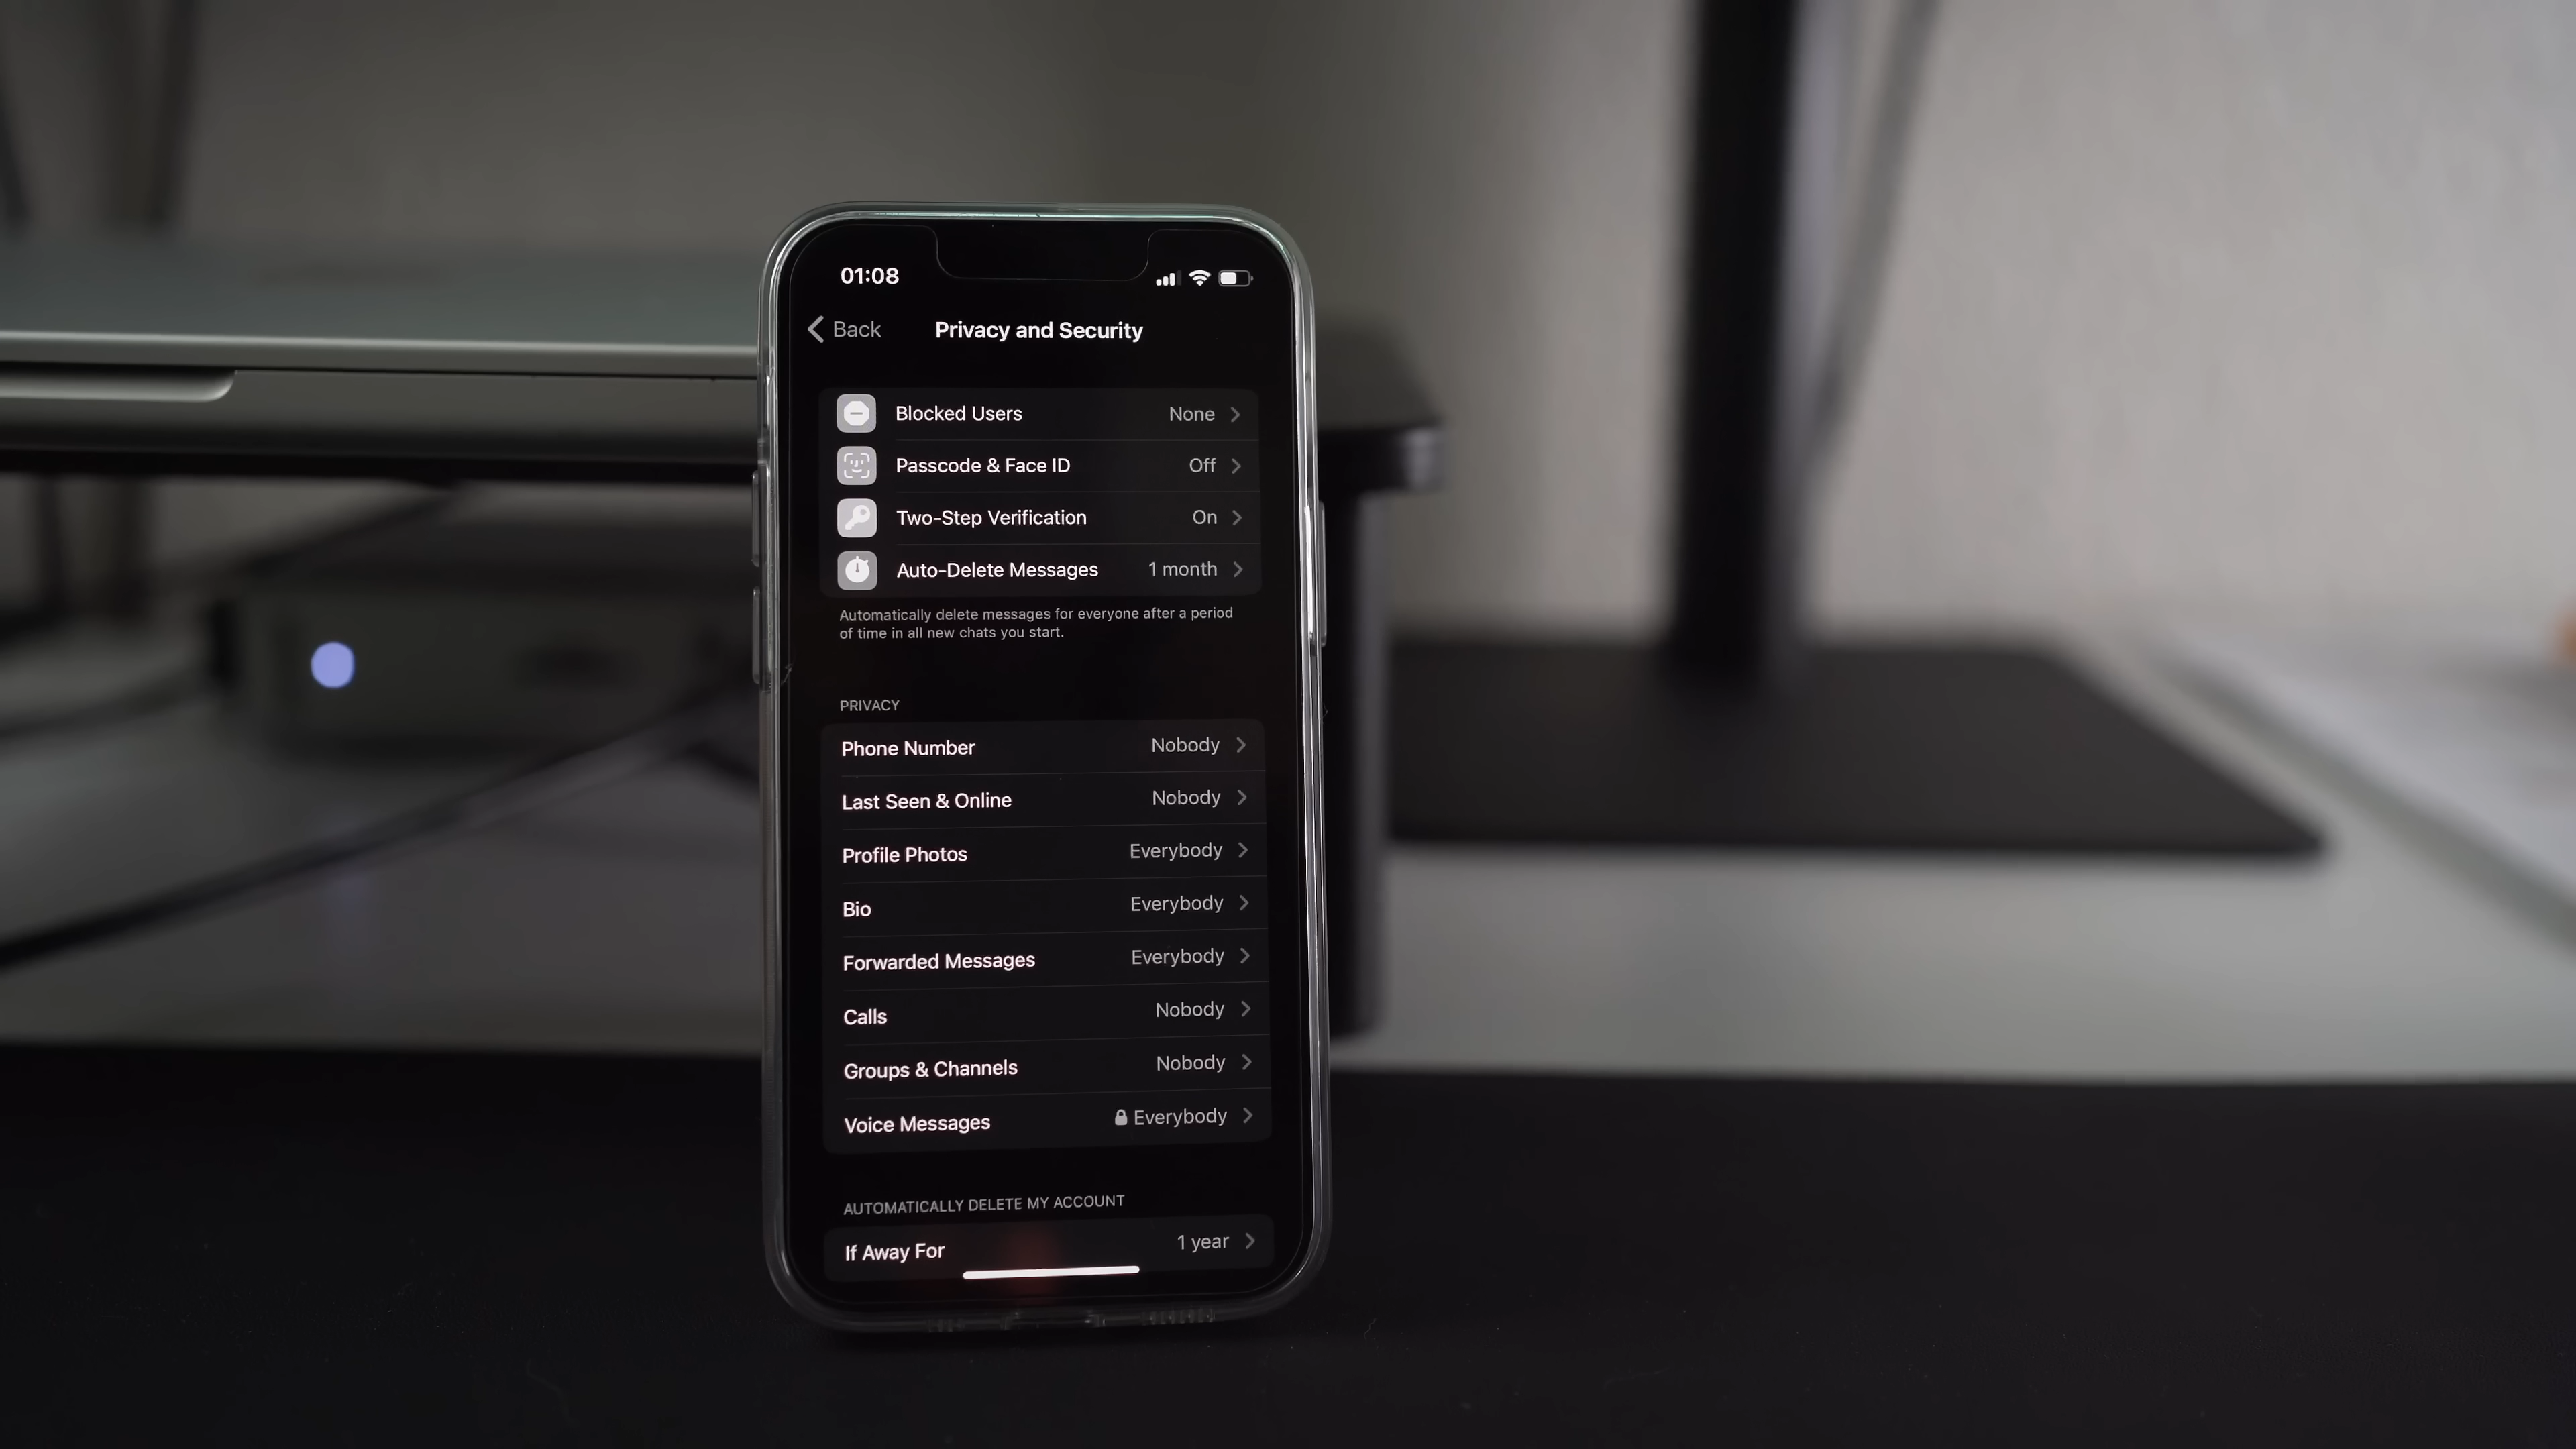 01:08
Back Privacy and Security
Blocked Users None
Passcode & Face ID Off
Two-Step Verification On
Auto-Delete Messages 1 month
Automatically delete messages for everyone after a period
of time in all new chats you start.
PRIVACY
Phone Number Nobody
Last Seen & Online Nobody
Profile Photos Everybody
Bio Everybody
Forwarded Messages Everybody
Calls Nobody
Groups & Channels Nobody
Voice Messages Everybody
AUTOMATICALLY DELETE MY ACCOUNT
If Away For 1 year